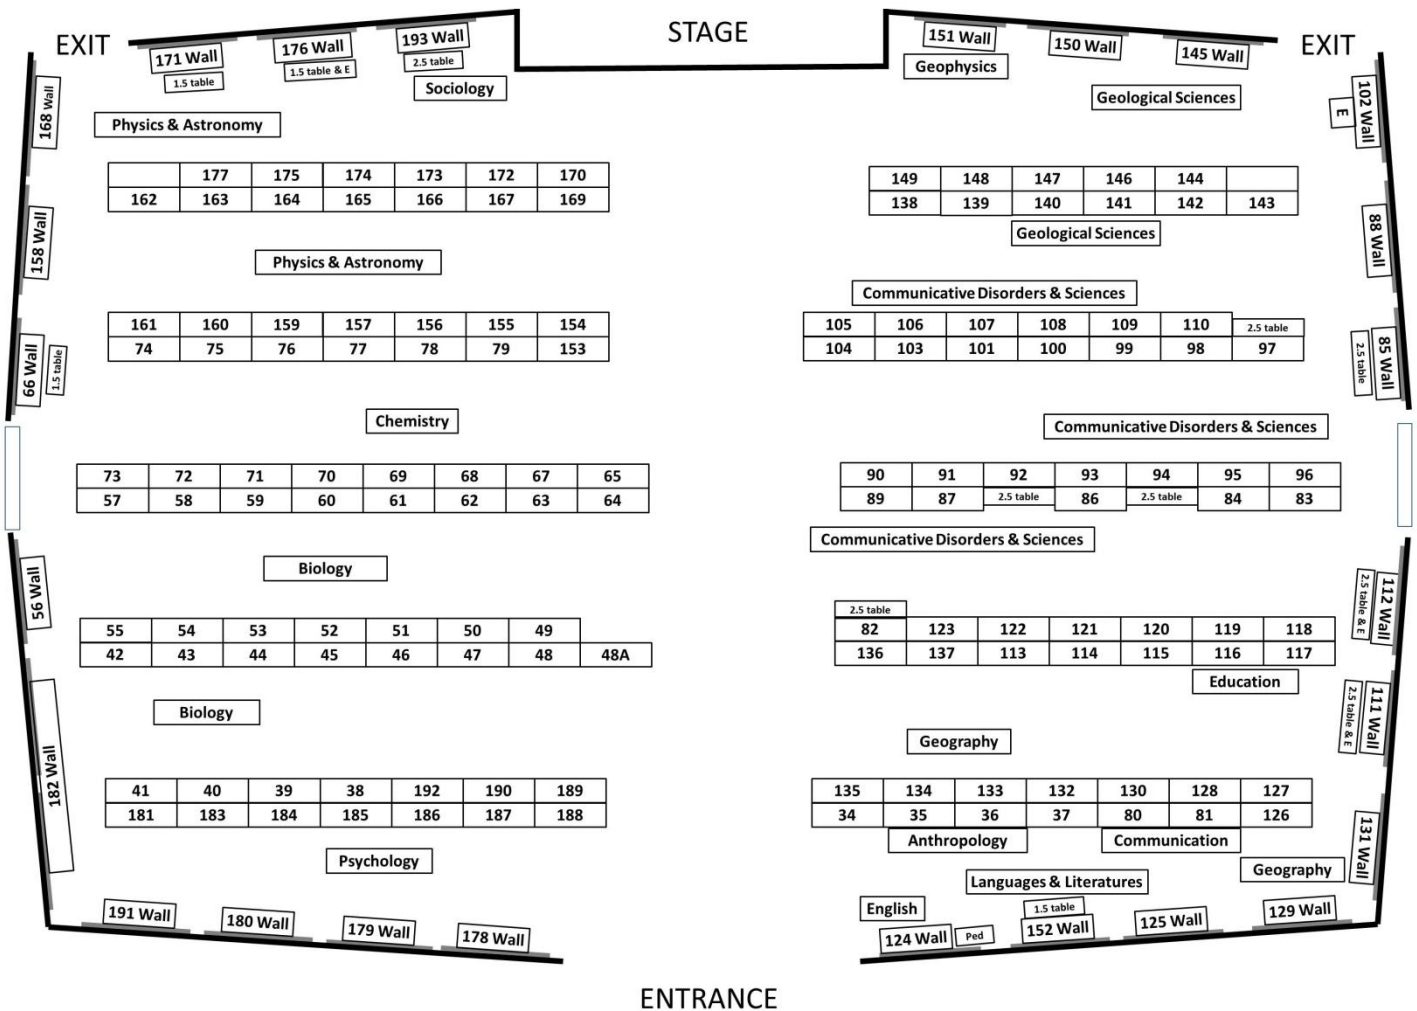 EXIT
171 Wall
1.5 table
176 Wall
1.5 table & E
193 Wall
2.5 table
Sociology
STAGE
151 Wall
Geophysics
150 Wall
145 Wall
Geological Sciences
EXIT
168 Wall
Physics & Astronomy
102 Wall
E
177 175 174 173 172 170
162 163 164 165 166 167 169
149 148 147 146 144
138 139 140 141 142 143
Geological Sciences
158 Wall
88 Wall
Physics & Astronomy
Communicative Disorders & Sciences
161 160 159 157 156 155 154
74 75 76 77 78 79 153
105 106 107 108 109 110 2.5 table
104 103 101 100 99 98 97
66 Wall
1.5 table
85 Wall
2.5 table
Chemistry
Communicative Disorders & Sciences
73 72 71 70 69 68 67 65
57 58 59 60 61 62 63 64
90 91 92 93 94 95 96
89 87 2.5 table 86 2.5 table 84 83
Communicative Disorders & Sciences
56 Wall
Biology
112 Wall
2.5 table & E
55 54 53 52 51 50 49
42 43 44 45 46 47 48 48A
2.5 table
82 123 122 121 120 119 118
136 137 113 114 115 116 117
Education
Biology
182 Wall
111 Wall
2.5 table & E
Geography
41 40 39 38 192 190 189
181 183 184 185 186 187 188
135 134 133 132 130 128 127
34 35 36 37 80 81 126
Anthropology
Communication
131 Wall
Psychology
Geography
Languages & Literatures
191 Wall
180 Wall
179 Wall
178 Wall
English
124 Wall
Ped
1.5 table
152 Wall
125 Wall
129 Wall
ENTRANCE